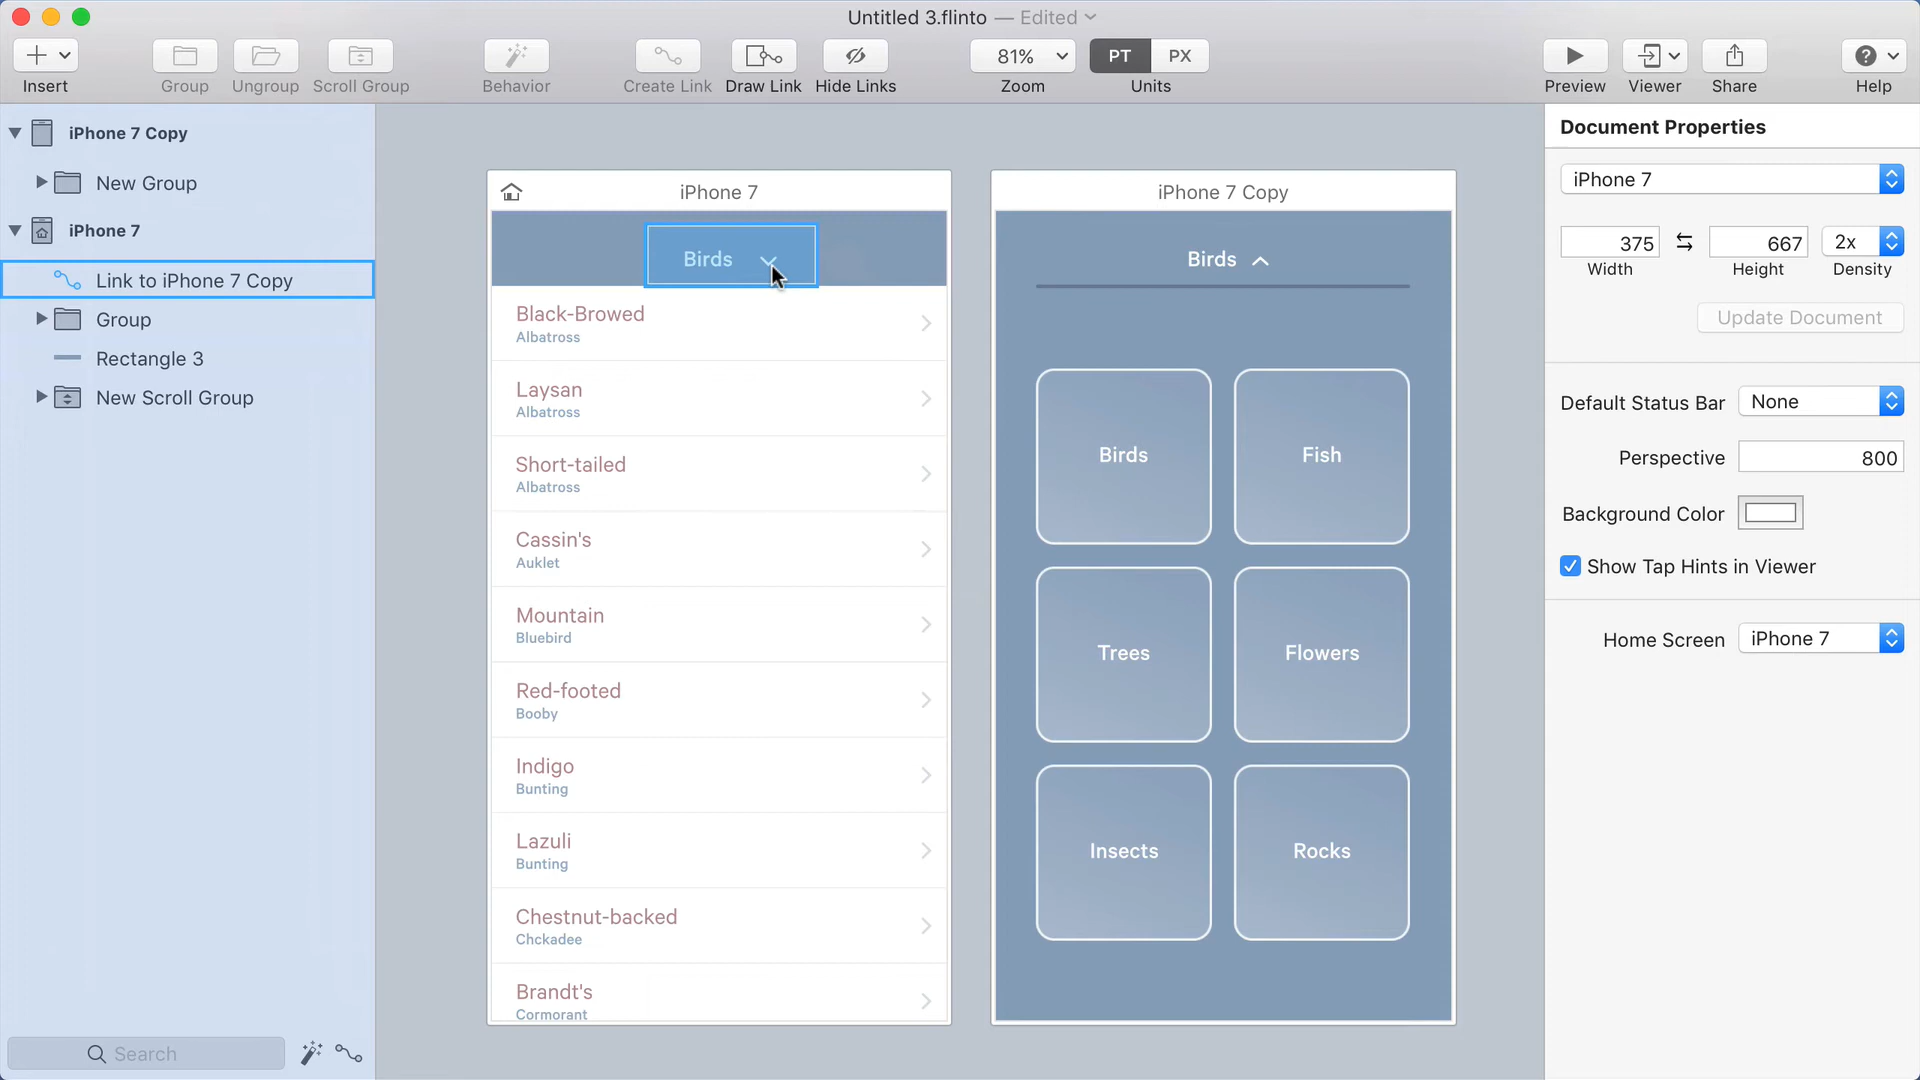 Untitled 3.flinto — Edited
Insert
Group
Ungroup
Scroll Group
Behavior
Create Link
Draw Link
Hide Links
81%
Zoom
PT
PX
Units
Preview
Viewer
Share
Help
iPhone 7 Copy
New Group
iPhone 7
Link to iPhone 7 Copy
Group
Rectangle 3
New Scroll Group
Search
iPhone 7
Birds
Black-Browed
Albatross
Laysan
Albatross
Short-tailed
Albatross
Cassin's
Auklet
Mountain
Bluebird
Red-footed
Booby
Indigo
Bunting
Lazuli
Bunting
Chestnut-backed
Chckadee
Brandt's
Cormorant
iPhone 7 Copy
Birds
Birds
Fish
Trees
Flowers
Insects
Rocks
Document Properties
iPhone 7
375
667
2x
Width
Height
Density
Update Document
Default Status Bar
None
Perspective
800
Background Color
Show Tap Hints in Viewer
Home Screen
iPhone 7